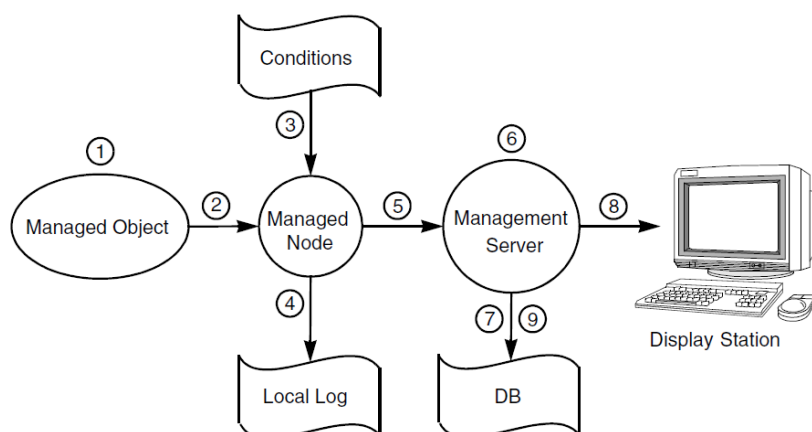 Conditions
3
6
1
Managed Object
2
Managed
Node
5
Management
Server
8
4
7 9
Display Station
Local Log
DB